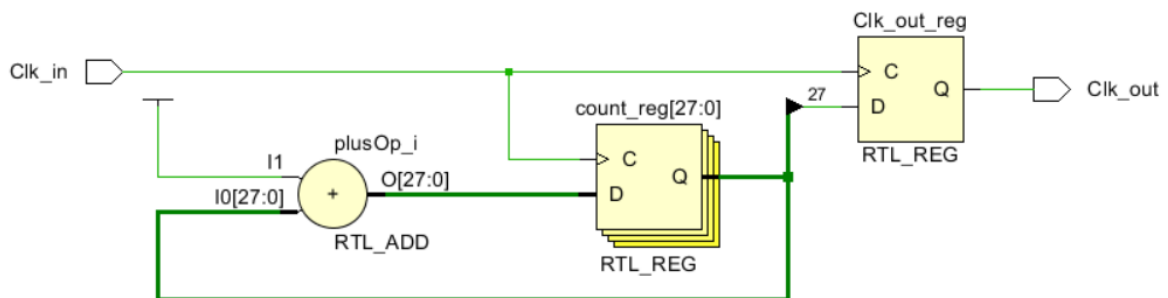 Clk_out_reg
Clk_in
C
27
D
Q
Clk_out
RTL_REG
count_reg[27:0]
plusOp_i
I1
I0[27:0]
+
O[27:0]
RTL_ADD
C
D
Q
RTL_REG